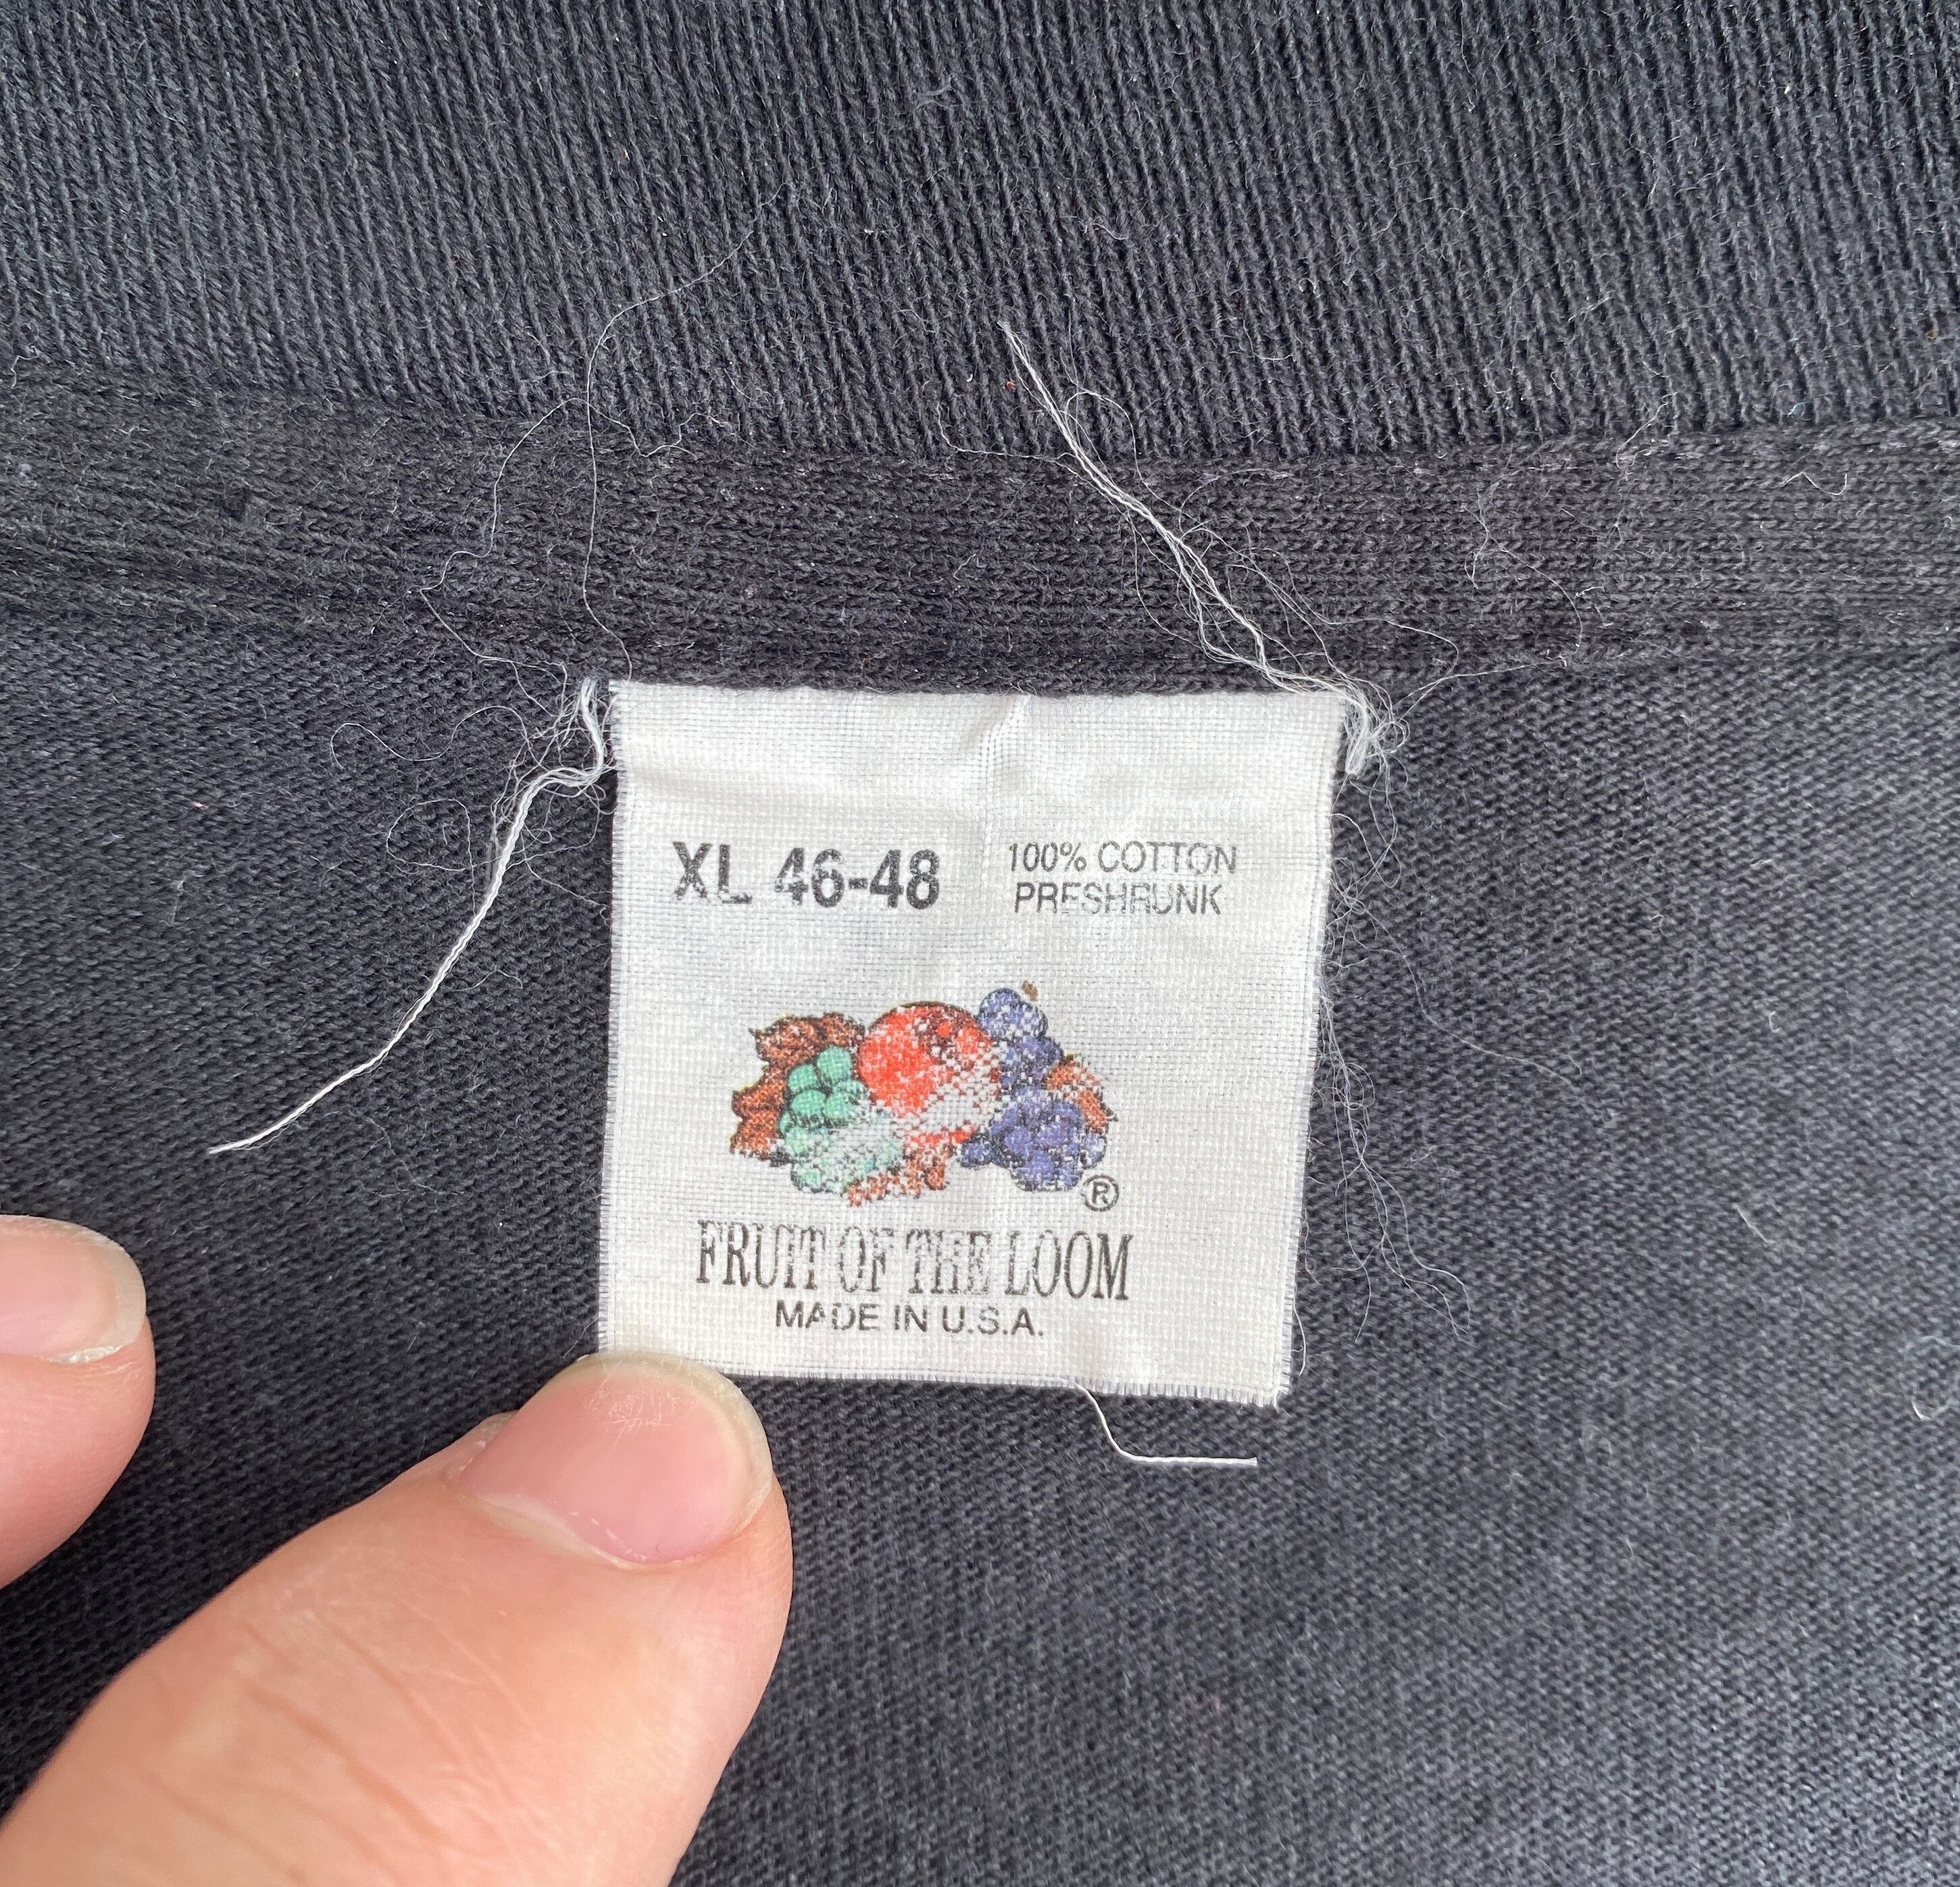 XL 46-48
100% COTTON
PRESHRUNK
®
FRUIT OF THE LOOM
MADE IN U.S.A.